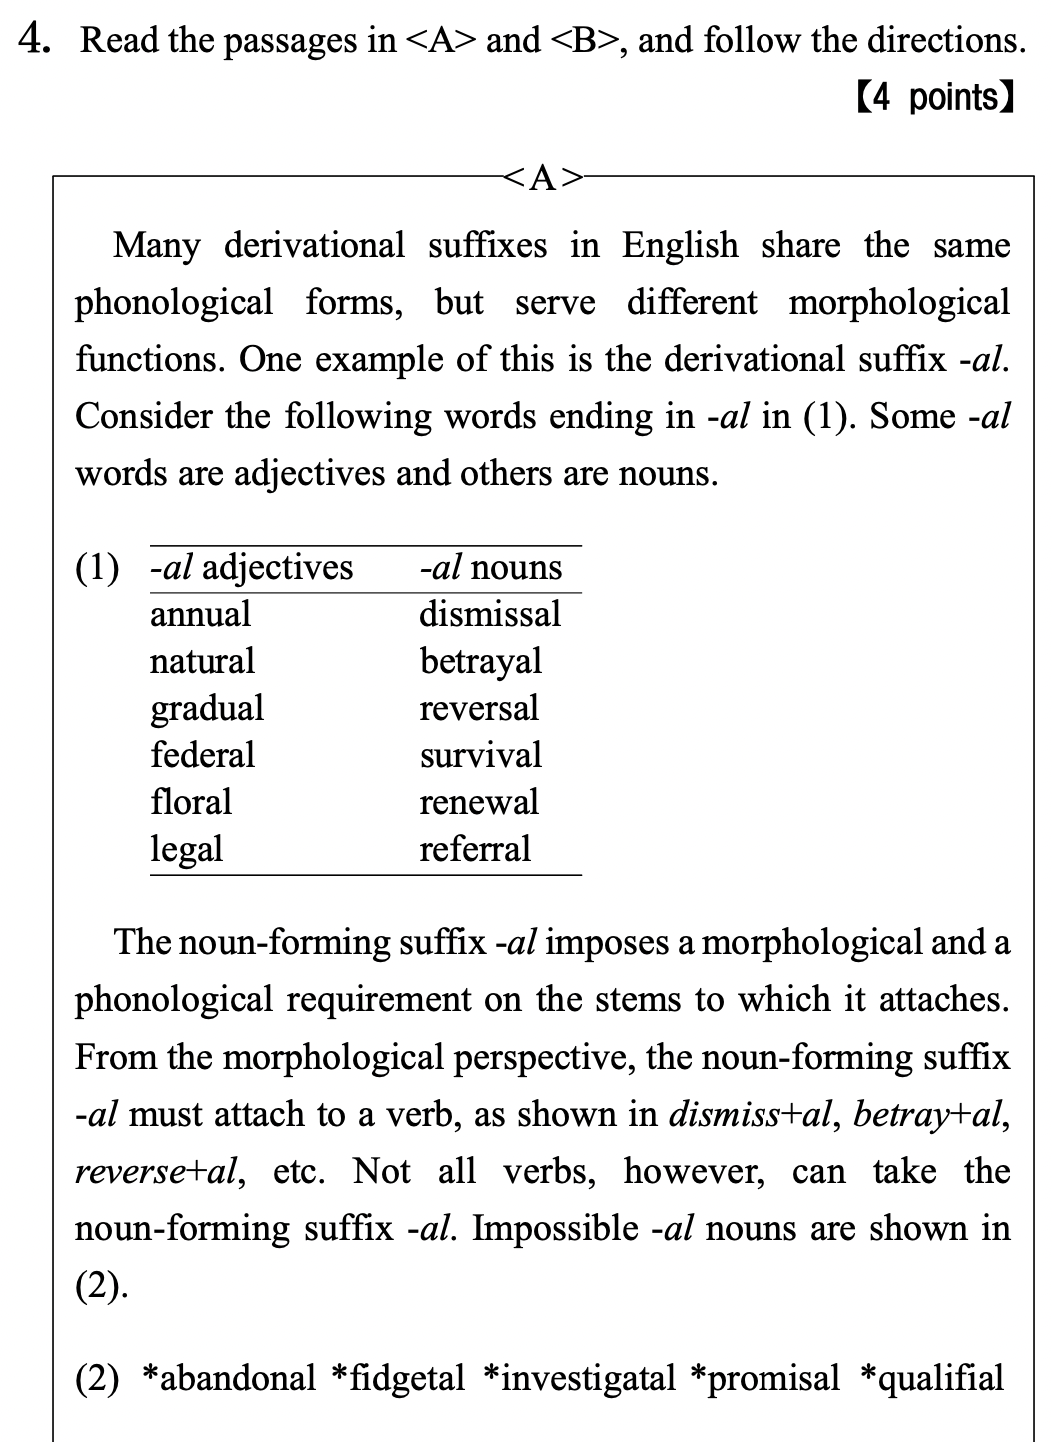 4. Read the passages in <A> and <B>, and follow the directions.
【4 points】
<A>
Many derivational suffixes in English share the same
phonological forms, but serve different morphological
functions. One example of this is the derivational suffix -al.
Consider the following words ending in -al in (1). Some -al
words are adjectives and others are nouns.
(1) -al adjectives -al nouns
annual dismissal
natural betrayal
gradual reversal
federal survival
floral renewal
legal referral
The noun-forming suffix -al imposes a morphological and a
phonological requirement on the stems to which it attaches.
From the morphological perspective, the noun-forming suffix
-al must attach to a verb, as shown in dismiss+al, betray+al,
reverse+al, etc. Not all verbs, however, can take the
noun-forming suffix -al. Impossible -al nouns are shown in
(2).
(2) *abandonal *fidgetal *investigatal *promisal *qualifial